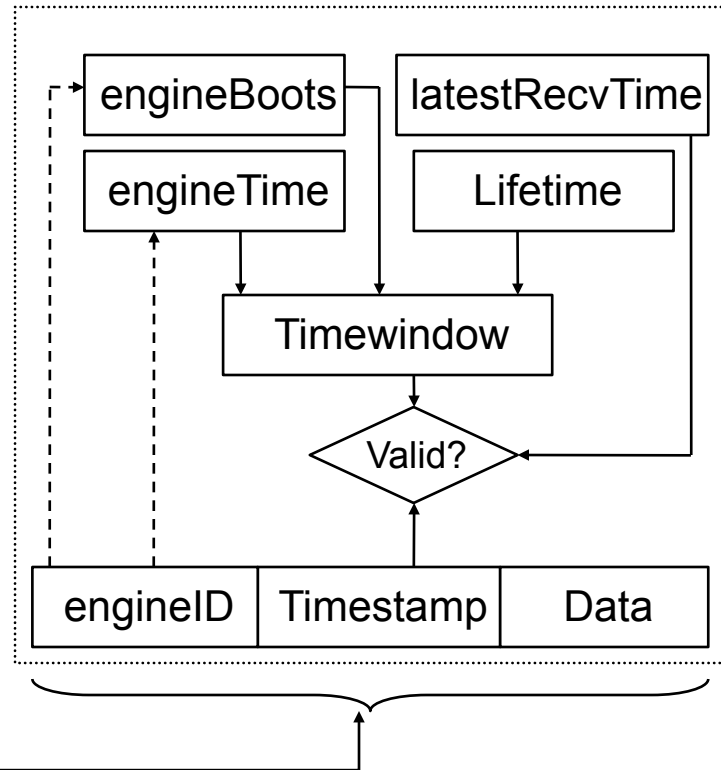 engineBoots
latestRecvTime
engineTime
Lifetime
Timewindow
Valid?
engineID
Timestamp
Data